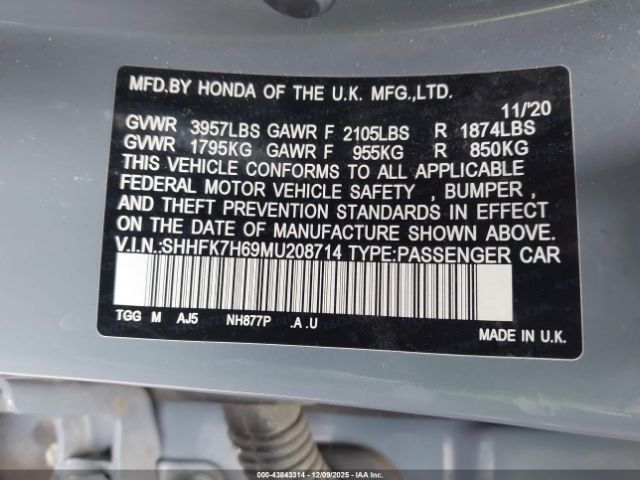 MFD.BY HONDA OF THE U.K. MFG.,LTD.
11/'20
GVWR 3957LBS GAWR F 2105LBS R 1874LBS
GVWR 1795KG GAWR F 955KG R 850KG
THIS VEHICLE CONFORMS TO ALL APPLICABLE
FEDERAL MOTOR VEHICLE SAFETY , BUMPER ,
AND THEFT PREVENTION STANDARDS IN EFFECT
ON THE DATE OF MANUFACTURE SHOWN ABOVE.
V.I.N.:SHHFK7H69MU208714 TYPE:PASSENGER CAR
TGG M AJ5 NH877P .A .U
MADE IN U.K.
000-43843314 - 12/09/2025 - IAAI.COM